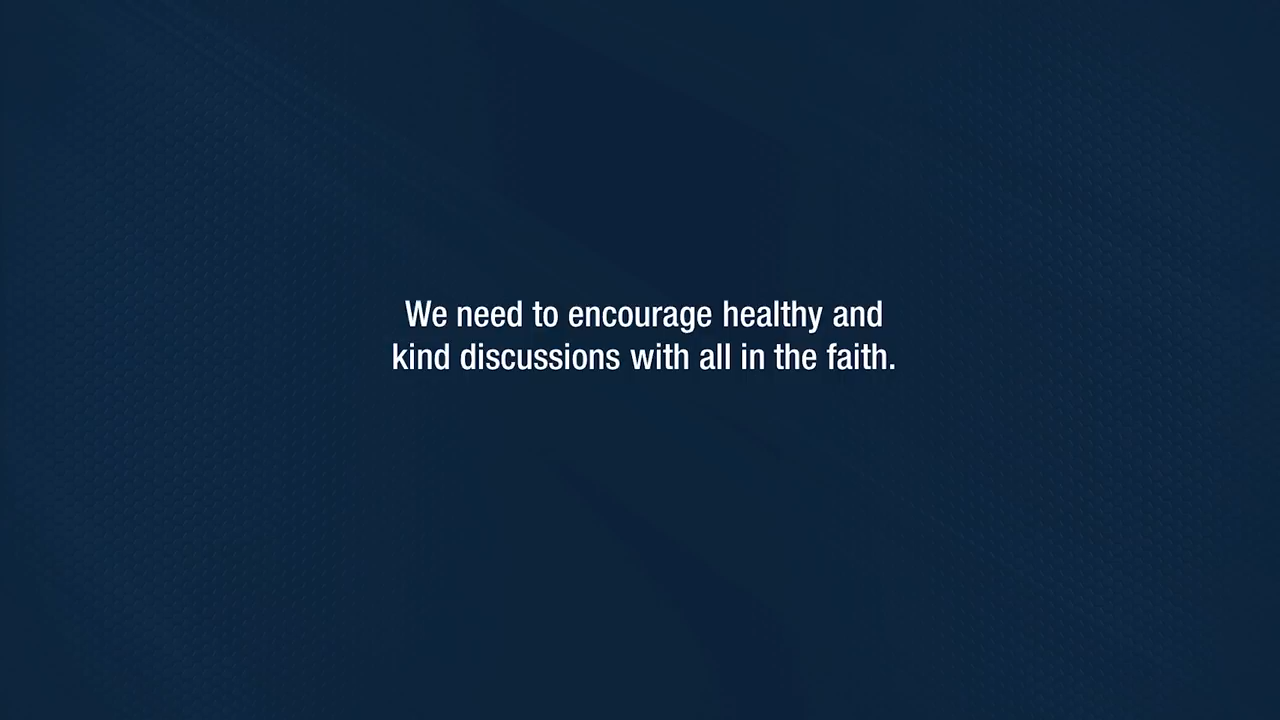 We need to encourage healthy and
kind discussions with all in the faith.